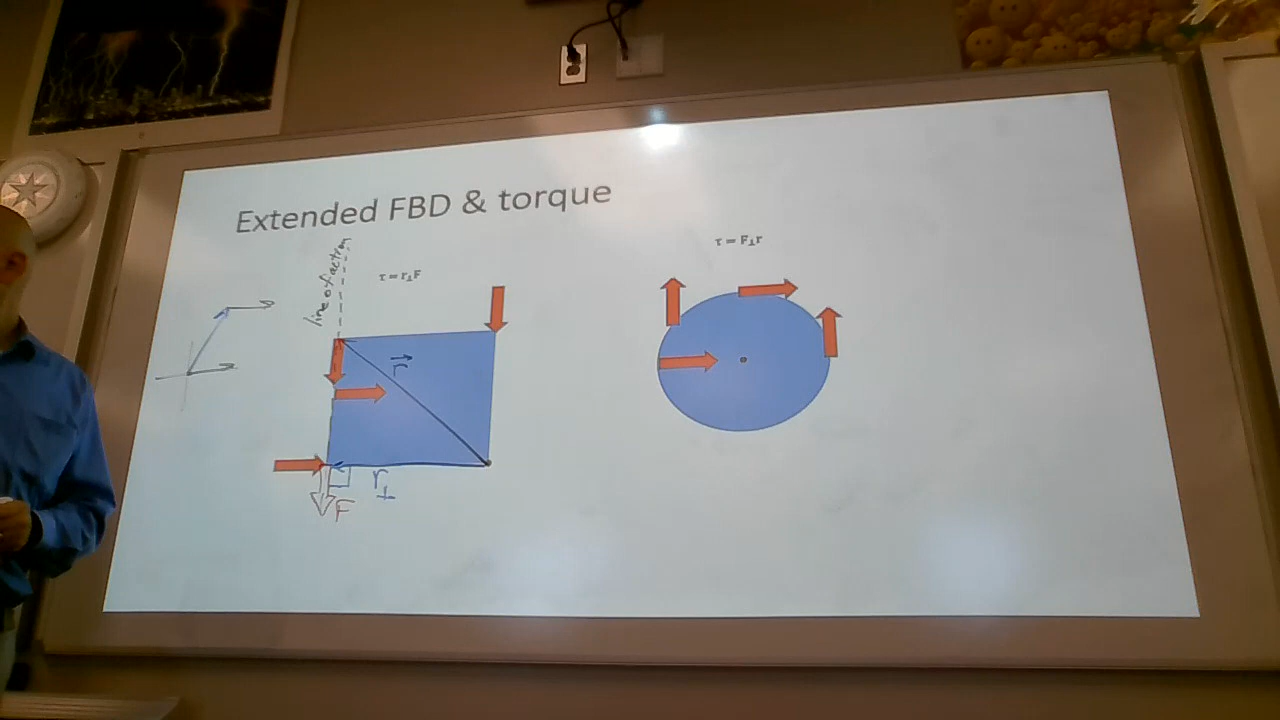 Extended FBD & torque
line of action
τ = r⊥F
τ = F⊥r
r⃗
r⊥
F